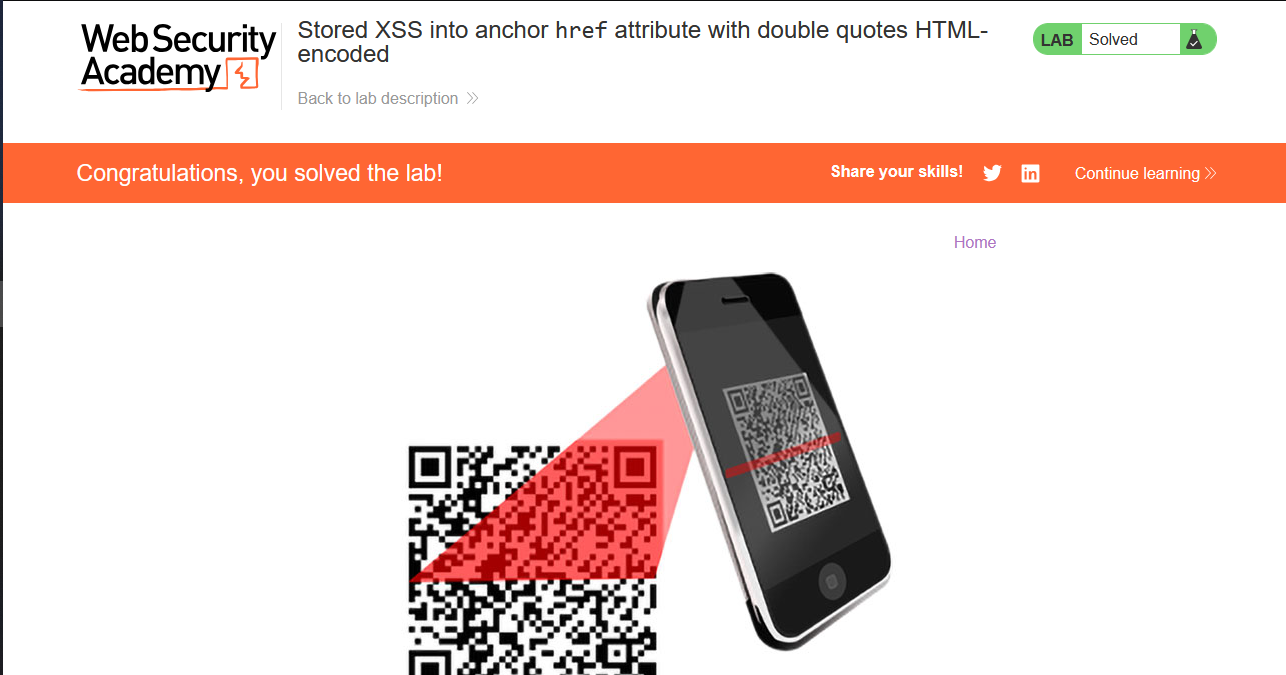 Web Security
Academy
Stored XSS into anchor href attribute with double quotes HTML-
encoded
Back to lab description
LAB Solved
Congratulations, you solved the lab!
Share your skills!
Continue learning
Home